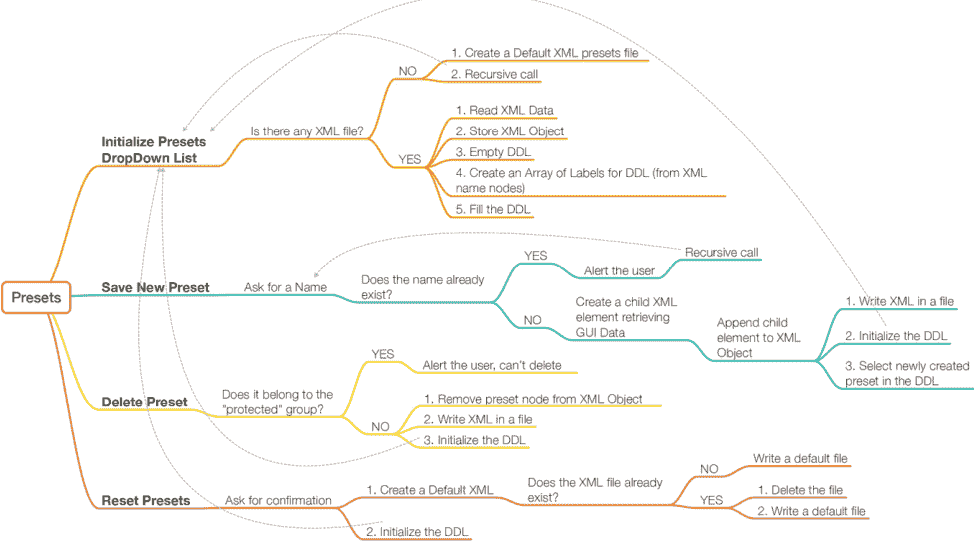 Presets
Initialize Presets
DropDown List
Is there any XML file?
NO
1. Create a Default XML presets file
2. Recursive call
YES
1. Read XML Data
2. Store XML Object
3. Empty DDL
4. Create an Array of Labels for DDL (from XML
name nodes)
5. Fill the DDL
Save New Preset
Ask for a Name
Does the name already
exist?
YES
Alert the user
Recursive call
NO
Create a child XML
element retrieving
GUI Data
Append child
element to XML
Object
1. Write XML in a file
2. Initialize the DDL
3. Select newly created
preset in the DDL
Delete Preset
Does it belong to the
"protected" group?
YES
Alert the user, can't delete
NO
1. Remove preset node from XML Object
2. Write XML in a file
3. Initialize the DDL
Reset Presets
Ask for confirmation
1. Create a Default XML
Does the XML file already
exist?
NO
Write a default file
YES
1. Delete the file
2. Write a default file
2. Initialize the DDL